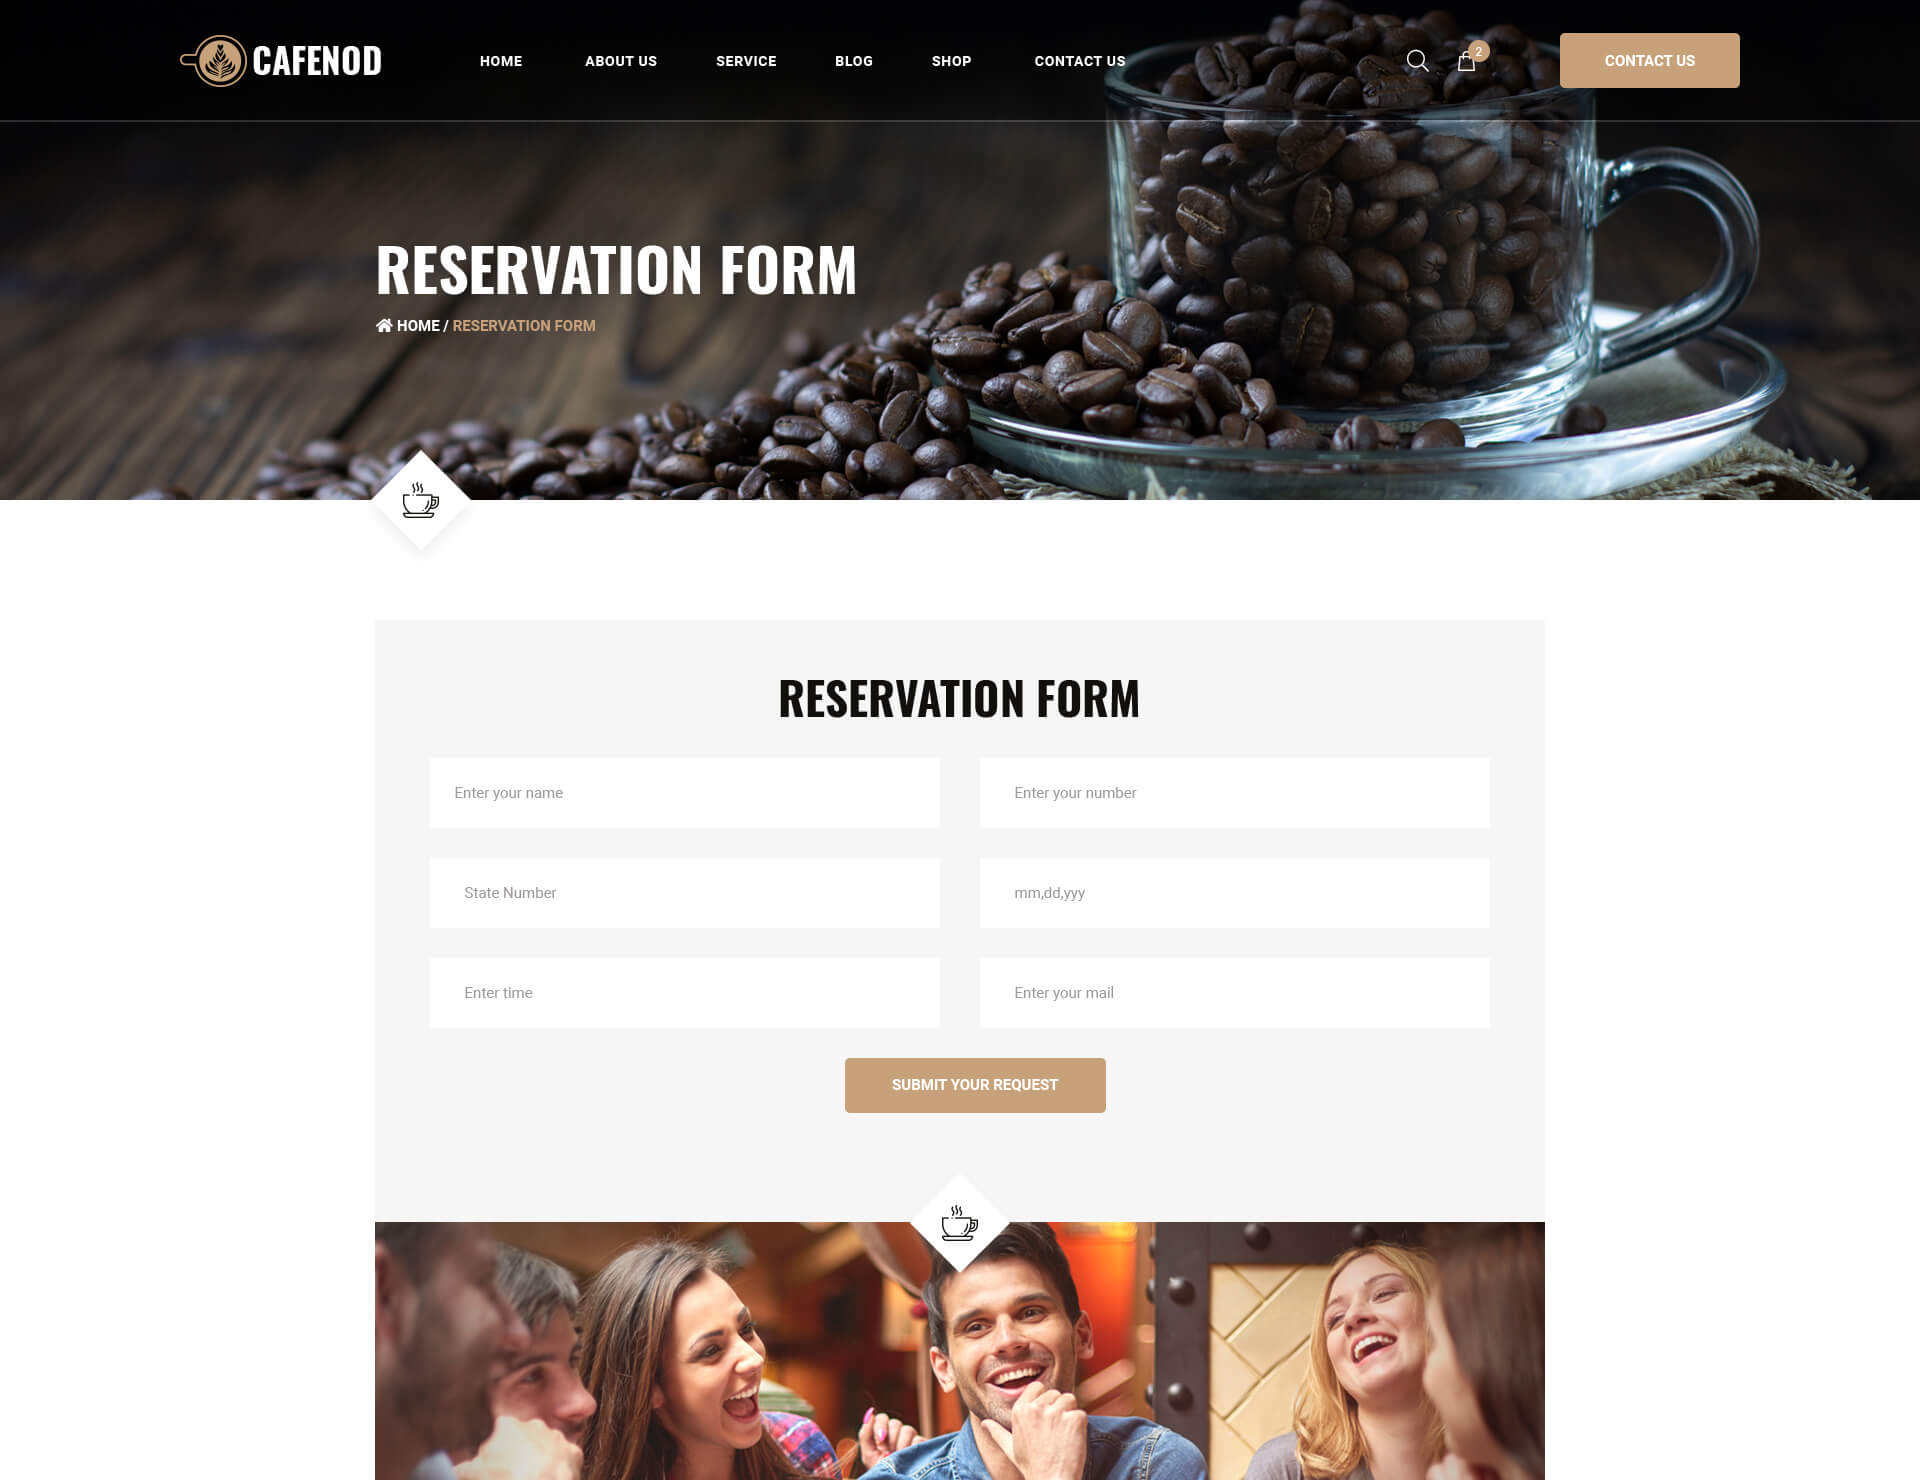 CAFENOD
HOME ABOUT US SERVICE BLOG SHOP CONTACT US
2
CONTACT US
RESERVATION FORM
HOME / RESERVATION FORM
RESERVATION FORM
Enter your name
Enter your number
State Number
mm,dd,yyy
Enter time
Enter your mail
SUBMIT YOUR REQUEST